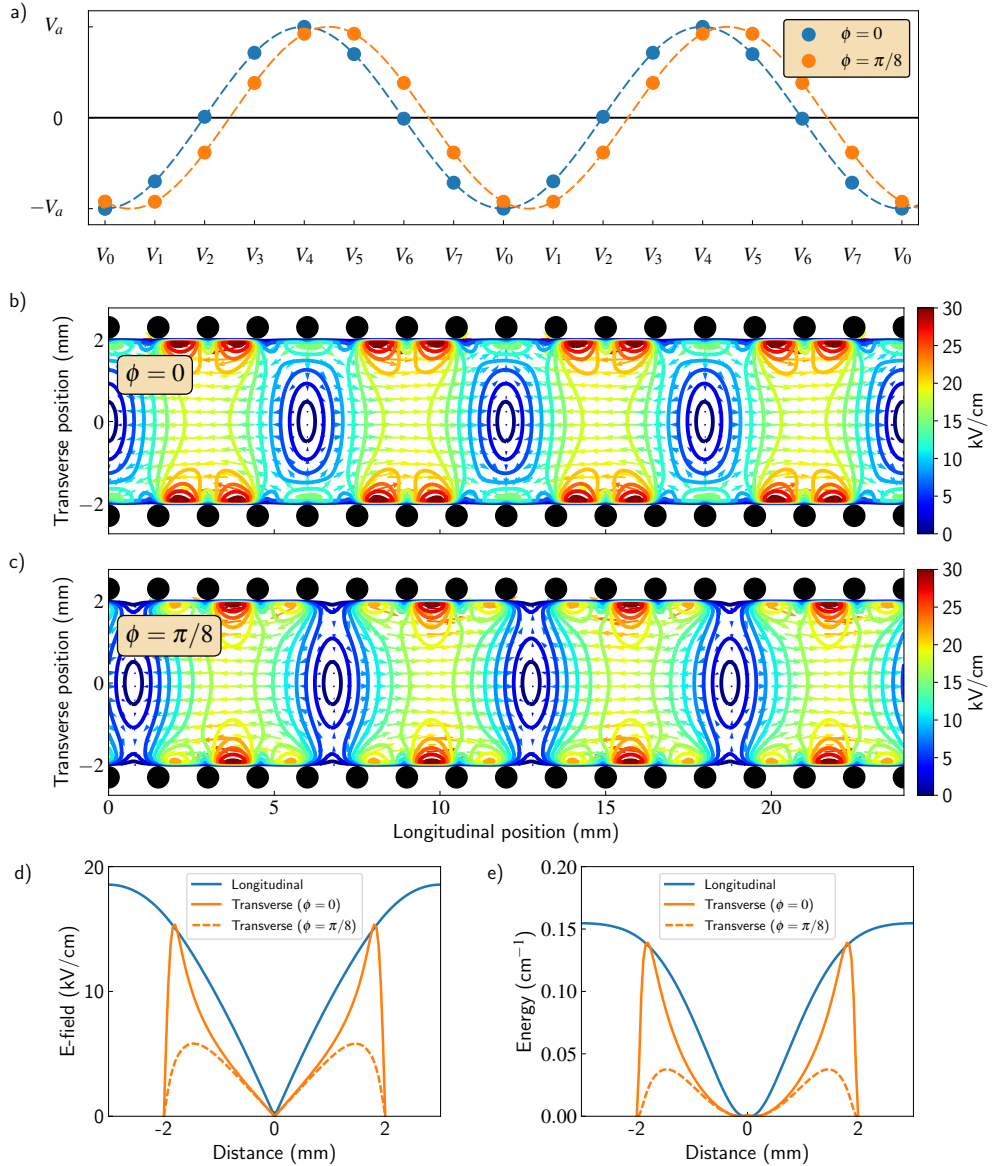 a)
V_a
0
−V_a
ϕ = 0
ϕ = π/8
V_0 V_1 V_2 V_3 V_4 V_5 V_6 V_7 V_0 V_1 V_2 V_3 V_4 V_5 V_6 V_7 V_0
b)
Transverse position (mm)
2
0
−2
ϕ = 0
30
25
20
15
10
5
0
kV/cm
c)
Transverse position (mm)
2
0
−2
ϕ = π/8
0 5 10 15 20
Longitudinal position (mm)
30
25
20
15
10
5
0
kV/cm
d)
E-field (kV/cm)
20
10
0
Longitudinal
Transverse (ϕ = 0)
Transverse (ϕ = π/8)
-2 0 2
Distance (mm)
e)
Energy (cm⁻¹)
0.20
0.15
0.10
0.05
0.00
Longitudinal
Transverse (ϕ = 0)
Transverse (ϕ = π/8)
-2 0 2
Distance (mm)